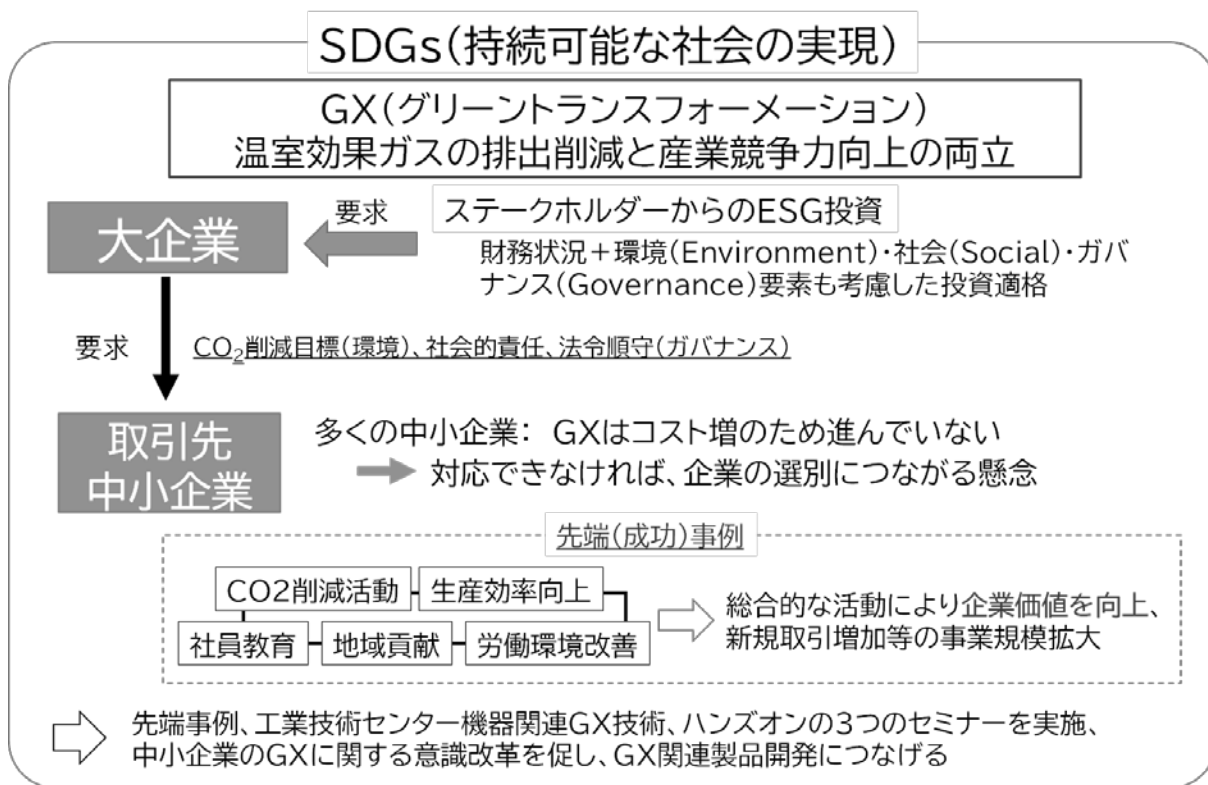 SDGs(持続可能な社会の実現)
GX(グリーントランスフォーメーション)
温室効果ガスの排出削減と産業競争力向上の両立
大企業
要求
ステークホルダーからのESG投資
財務状況+環境(Environment)・社会(Social)・ガバ
ナンス(Governance)要素も考慮した投資適格
要求
CO₂削減目標(環境)、社会的責任、法令順守(ガバナンス)
取引先
中小企業
多くの中小企業: GXはコスト増のため進んでいない
対応できなければ、企業の選別につながる懸念
先端(成功)事例
CO2削減活動
生産効率向上
社員教育
地域貢献
労働環境改善
総合的な活動により企業価値を向上、
新規取引増加等の事業規模拡大
先端事例、工業技術センター機器関連GX技術、ハンズオンの3つのセミナーを実施、
中小企業のGXに関する意識改革を促し、GX関連製品開発につなげる